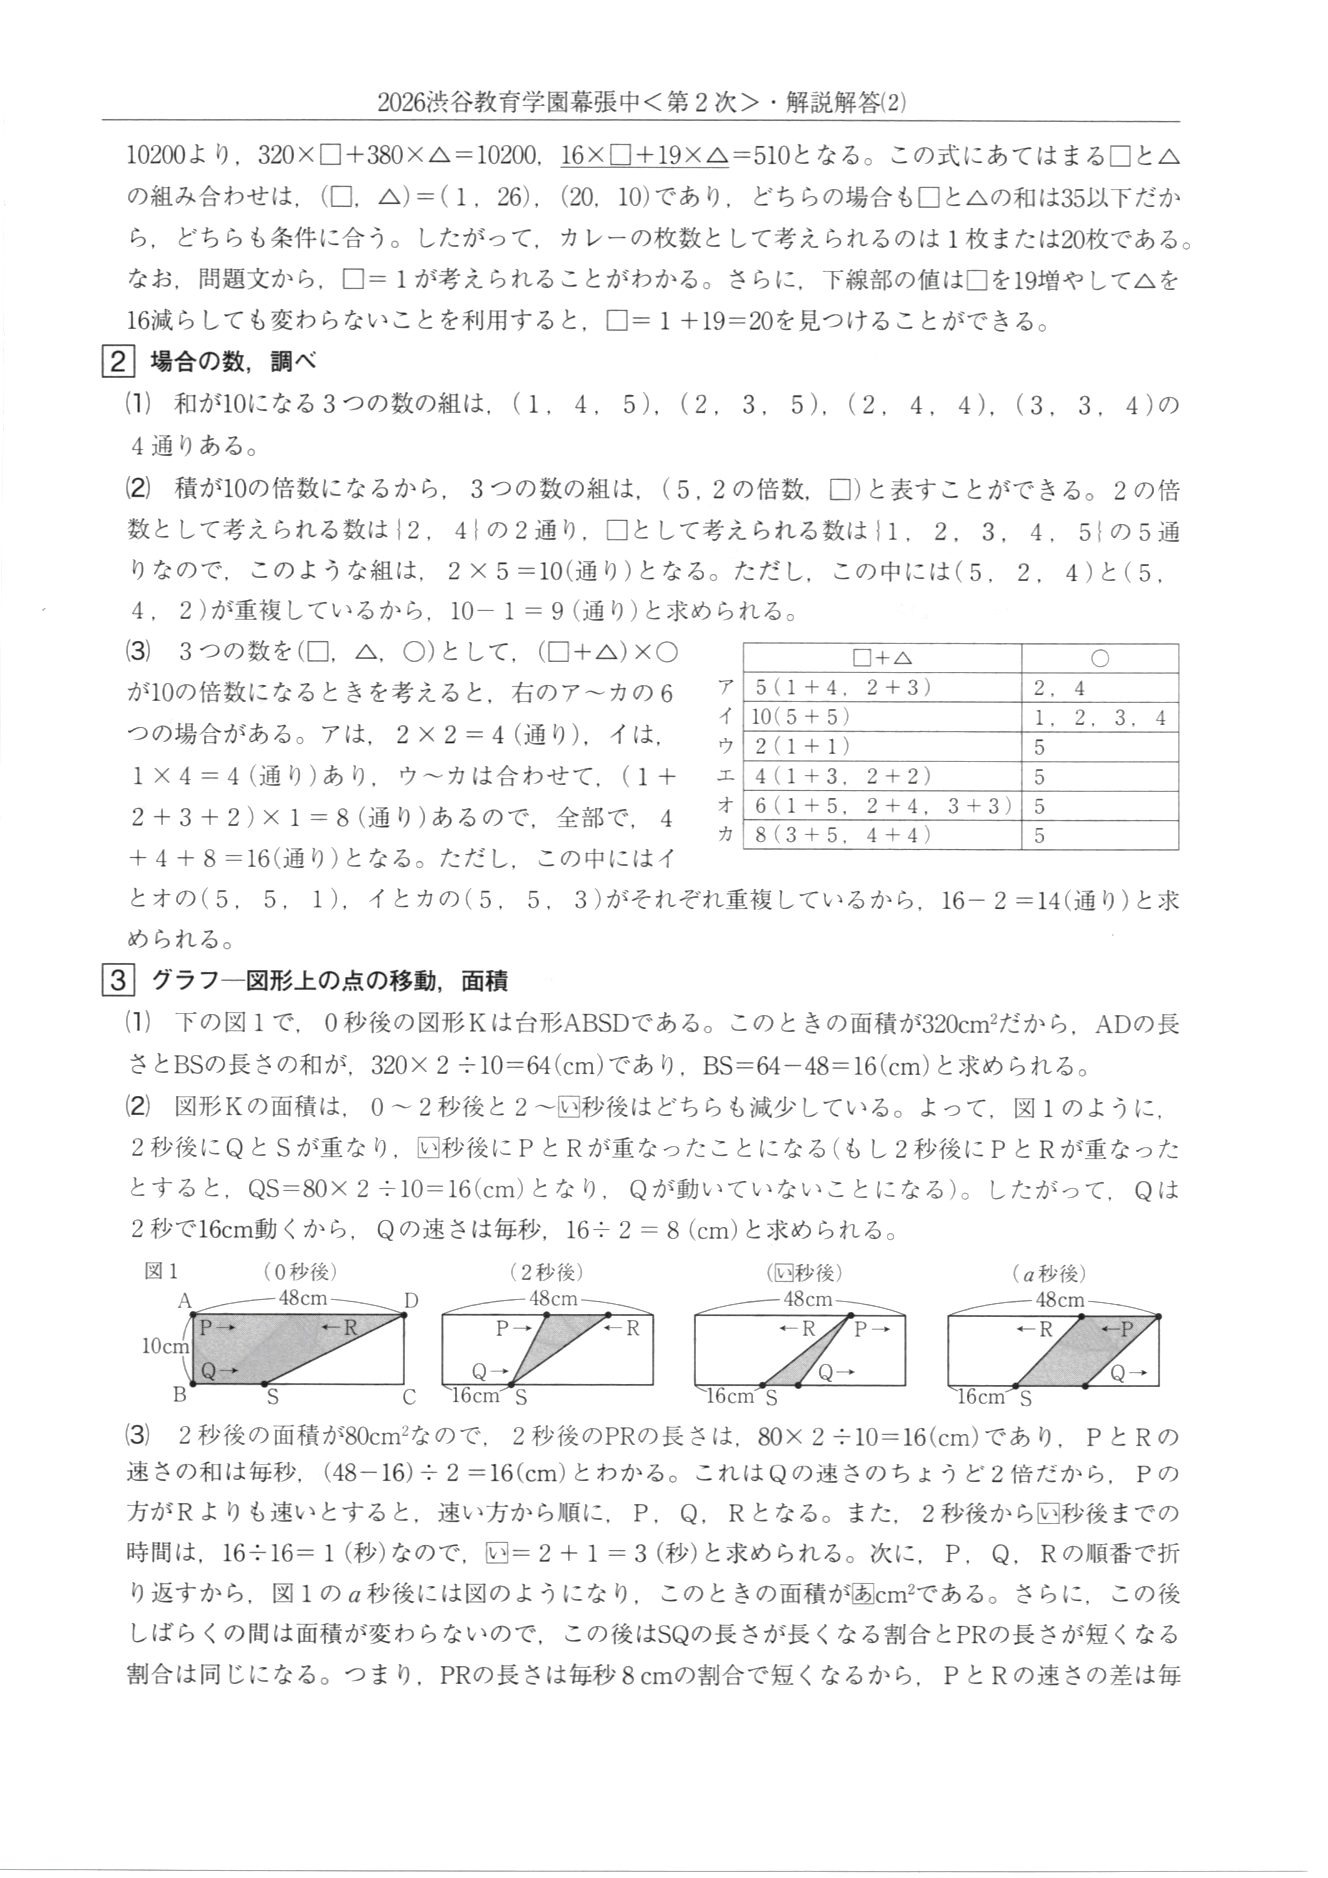 2026渋谷教育学園幕張中＜第２次＞・解説解答(2)
10200より，320×□＋380×△＝10200，16×□＋19×△＝510となる。この式にあてはまる□と△
の組み合わせは，(□，△)＝(１，26)，(20，10)であり，どちらの場合も□と△の和は35以下だか
ら，どちらも条件に合う。したがって，カレーの枚数として考えられるのは１枚または20枚である。
なお，問題文から，□＝１が考えられることがわかる。さらに，下線部の値は□を19増やして△を
16減らしても変わらないことを利用すると，□＝１＋19＝20を見つけることができる。
2 場合の数，調べ
(1) 和が10になる３つの数の組は，(１，４，５)，(２，３，５)，(２，４，４)，(３，３，４)の
４通りある。
(2) 積が10の倍数になるから，３つの数の組は，(５,２の倍数，□)と表すことができる。２の倍
数として考えられる数は{2，４}の２通り，□として考えられる数は{1，２，３，４，５}の５通
りなので，このような組は，２×５＝10(通り)となる。ただし，この中には(５，２，４)と(５，
４，２)が重複しているから，10－１＝９(通り)と求められる。
(3) ３つの数を(□，△，○)として，(□＋△)×○
が10の倍数になるときを考えると，右のア～カの６
つの場合がある。アは，２×２＝４(通り)，イは，
１×４＝４(通り)あり，ウ～カは合わせて，(１＋
２＋３＋２)×１＝８(通り)あるので，全部で，４
＋４＋８＝16(通り)となる。ただし，この中にはイ
□＋△ ○
ア ５(１＋４，２＋３) ２，４
イ 10(５＋５) １，２，３，４
ウ ２(１＋１) ５
エ ４(１＋３，２＋２) ５
オ ６(１＋５，２＋４，３＋３) ５
カ ８(３＋５，４＋４) ５
とオの(５，５，１)，イとカの(５，５，３)がそれぞれ重複しているから，16－２＝14(通り)と求
められる。
3 グラフ―図形上の点の移動，面積
(1) 下の図１で，０秒後の図形Ｋは台形ABSDである。このときの面積が320cm²だから，ADの長
さとBSの長さの和が，320×２÷10＝64(cm)であり，BS＝64－48＝16(cm)と求められる。
(2) 図形Ｋの面積は，０～２秒後と２～い秒後はどちらも減少している。よって，図１のように，
２秒後にＱとＳが重なり，い秒後にＰとＲが重なったことになる(もし２秒後にＰとＲが重なった
とすると，QS＝80×２÷10＝16(cm)となり，Ｑが動いていないことになる)。したがって，Ｑは
２秒で16cm動くから，Ｑの速さは毎秒，16÷２＝８(cm)と求められる。
図１ (０秒後) (２秒後) (い秒後) (a秒後)
A 48cm D 48cm 48cm 48cm
P→ ←R P→ ←R ←R P→ ←R ←P
10cm
Q→ Q→ Q→ Q→
B S C 16cm S 16cm S 16cm S
(3) ２秒後の面積が80cm²なので，２秒後のPRの長さは，80×２÷10＝16(cm)であり，ＰとＲの
速さの和は毎秒，(48－16)÷２＝16(cm)とわかる。これはＱの速さのちょうど２倍だから，Ｐの
方がＲよりも速いとすると，速い方から順に，Ｐ，Ｑ，Ｒとなる。また，２秒後からい秒後までの
時間は，16÷16＝１(秒)なので，い＝２＋１＝３(秒)と求められる。次に，Ｐ，Ｑ，Ｒの順番で折
り返すから，図１のa秒後には図のようになり，このときの面積があcm²である。さらに，この後
しばらくの間は面積が変わらないので，この後はSQの長さが長くなる割合とPRの長さが短くなる
割合は同じになる。つまり，PRの長さは毎秒８cmの割合で短くなるから，ＰとＲの速さの差は毎